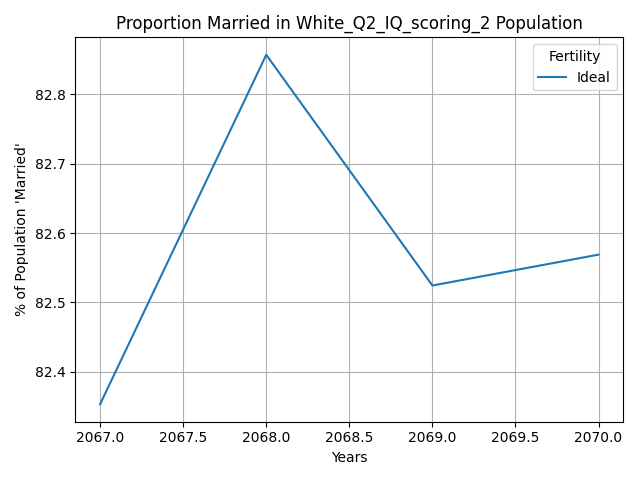 Proportion Married in White_Q2_IQ_scoring_2 Population
Fertility
Ideal
% of Population 'Married'
82.8
82.7
82.6
82.5
82.4
2067.0 2067.5 2068.0 2068.5 2069.0 2069.5 2070.0
Years